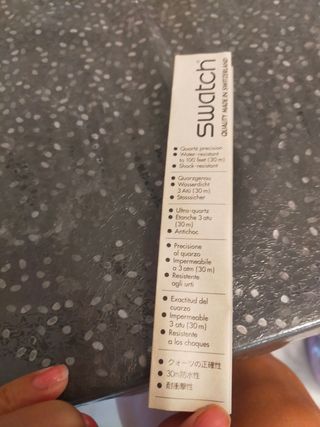 swatch
QUALITY MADE IN SWITZERLAND
● Quartz precision
● Water-resistant
to 100 feet (30 m)
● Shock-resistant
● Quarzgenau
● Wasserdicht
3 Atü (30 m)
● Stosssicher
● Ultra-quartz
● Etanche 3 atu
(30 m)
● Antichoc
● Precisione
al quarzo
● Impermeabile
a 3 atm (30 m)
● Resistente
agli urti
● Exactitud del
cuarzo
● Impermeable
3 atu (30 m)
● Resistente
a los choques
● クォーツの正確性
● 30m防水性
● 耐衝撃性